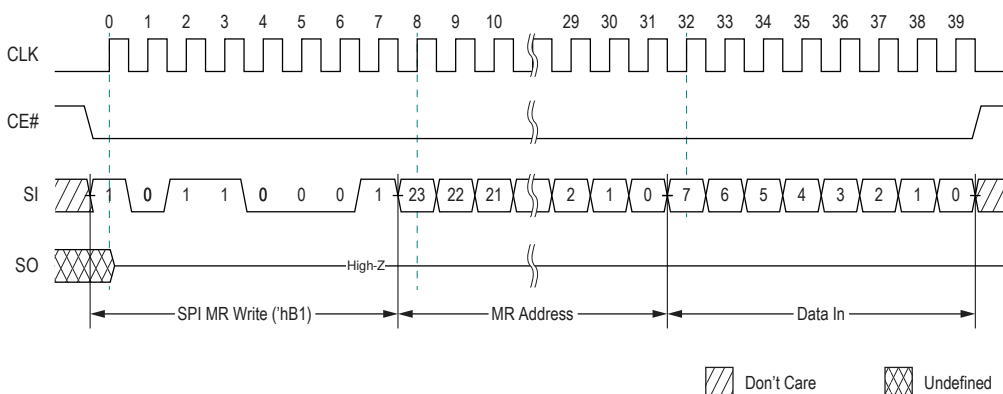 0 1 2 3 4 5 6 7 8 9 10 29 30 31 32 33 34 35 36 37 38 39
CLK
CE#
SI 1 0 1 1 0 0 0 1 23 22 21 2 1 0 7 6 5 4 3 2 1 0
SO High-Z
SPI MR Write ('hB1) MR Address Data In
Don't Care Undefined